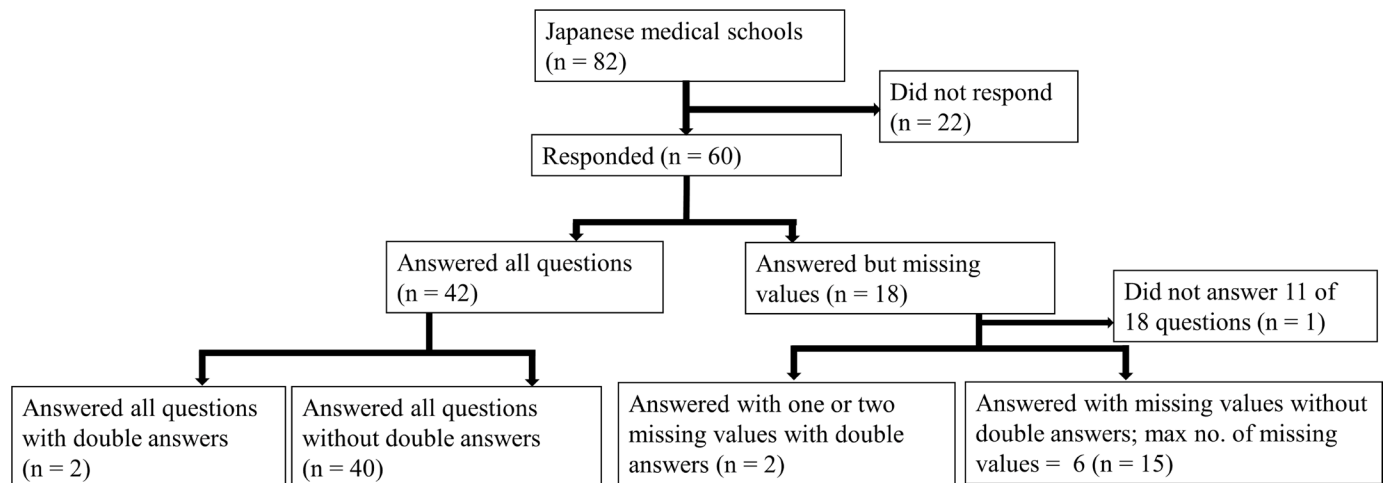 Japanese medical schools
(n = 82)
Did not respond
(n = 22)
Responded (n = 60)
Answered all questions
(n = 42)
Answered but missing
values (n = 18)
Did not answer 11 of
18 questions (n = 1)
Answered all questions
with double answers
(n = 2)
Answered all questions
without double answers
(n = 40)
Answered with one or two
missing values with double
answers (n = 2)
Answered with missing values without
double answers; max no. of missing
values = 6 (n = 15)